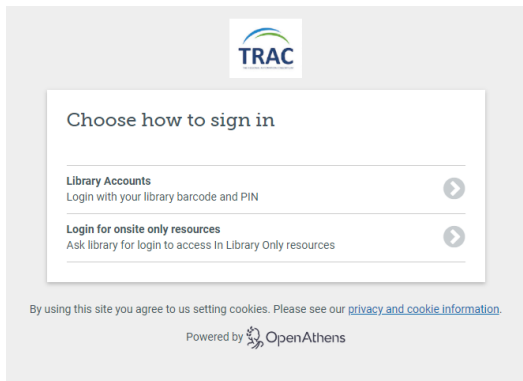 TRAC
Choose how to sign in
Library Accounts
Login with your library barcode and PIN
Login for onsite only resources
Ask library for login to access In Library Only resources
By using this site you agree to us setting cookies. Please see our privacy and cookie information.
Powered by OpenAthens